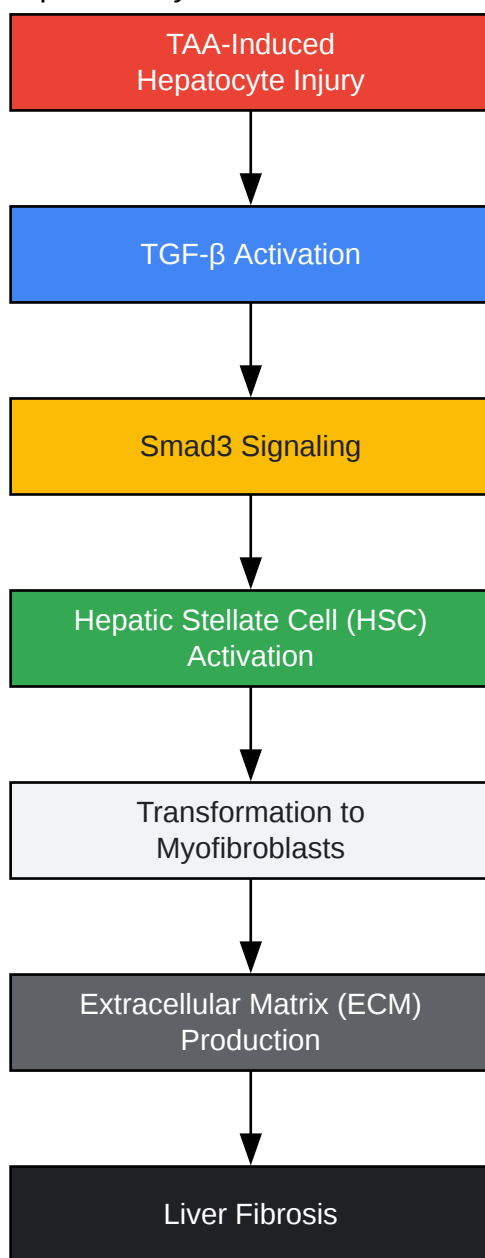 TAA-Induced
Hepatocyte Injury
TGF-β Activation
Smad3 Signaling
Hepatic Stellate Cell (HSC)
Activation
Transformation to
Myofibroblasts
Extracellular Matrix (ECM)
Production
Liver Fibrosis